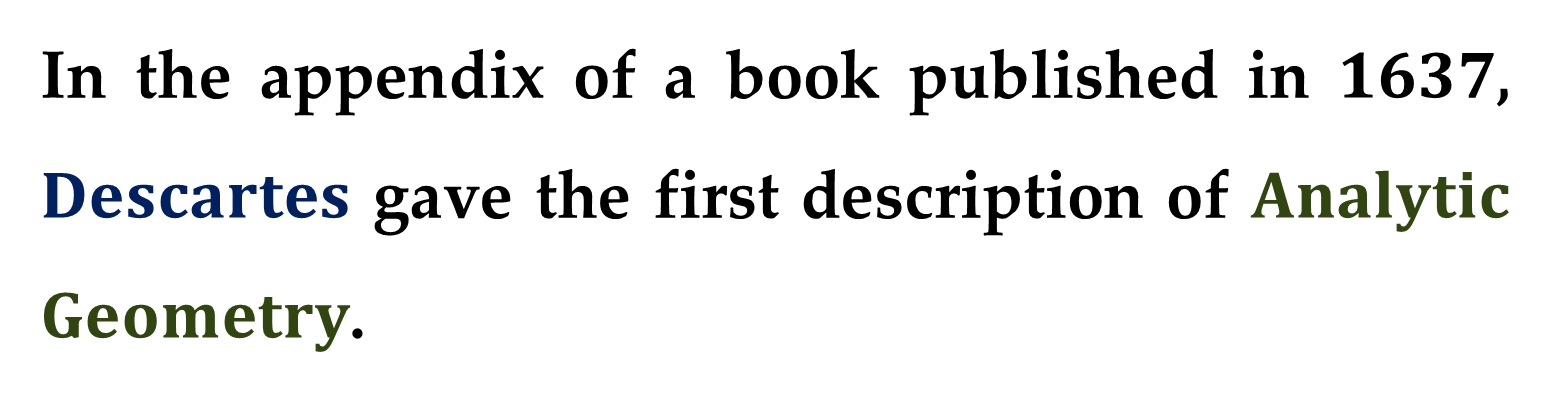 In the appendix of a book published in 1637,
Descartes gave the first description of Analytic
Geometry.